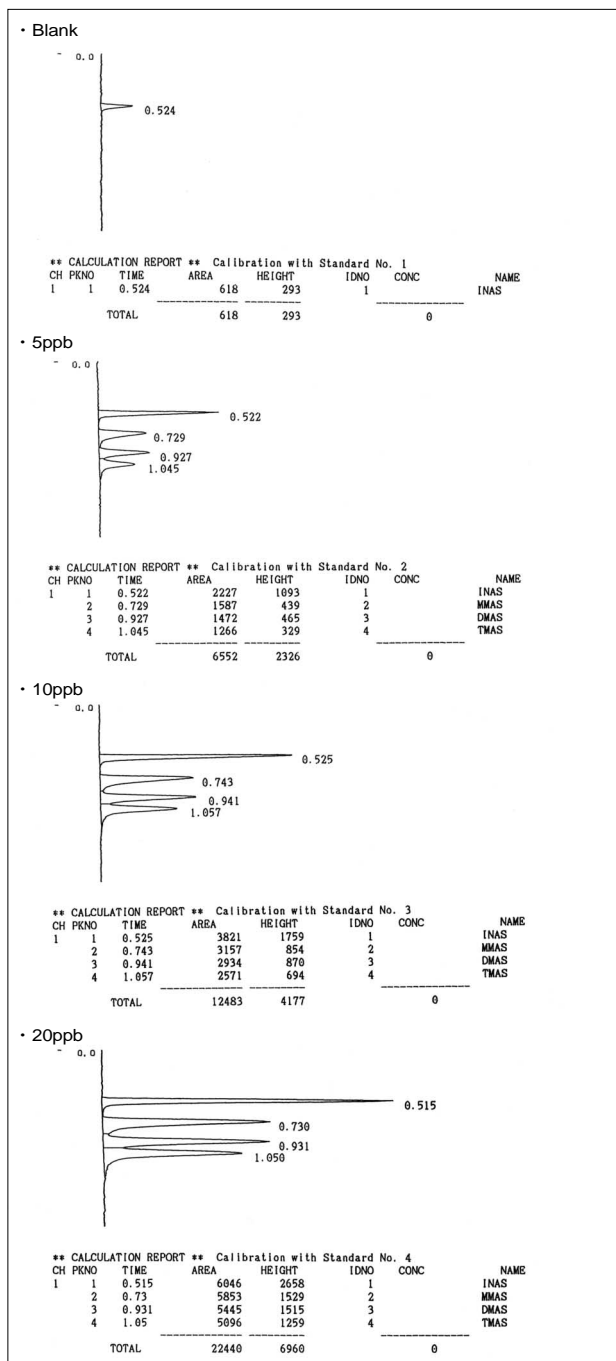 ・Blank
- 0.0
0.524
** CALCULATION REPORT ** Calibration with Standard No. 1
CH PKNO TIME AREA HEIGHT IDNO CONC NAME
1 1 0.524 618 293 1 INAS
TOTAL 618 293 0
・5ppb
- 0.0
0.522
0.729
0.927
1.045
** CALCULATION REPORT ** Calibration with Standard No. 2
CH PKNO TIME AREA HEIGHT IDNO CONC NAME
1 1 0.522 2227 1093 1 INAS
2 0.729 1587 439 2 MMAS
3 0.927 1472 465 3 DMAS
4 1.045 1266 329 4 TMAS
TOTAL 6552 2326 0
・10ppb
- 0.0
0.525
0.743
0.941
1.057
** CALCULATION REPORT ** Calibration with Standard No. 3
CH PKNO TIME AREA HEIGHT IDNO CONC NAME
1 1 0.525 3821 1759 1 INAS
2 0.743 3157 854 2 MMAS
3 0.941 2934 870 3 DMAS
4 1.057 2571 694 4 TMAS
TOTAL 12483 4177 0
・20ppb
- 0.0
0.515
0.730
0.931
1.050
** CALCULATION REPORT ** Calibration with Standard No. 4
CH PKNO TIME AREA HEIGHT IDNO CONC NAME
1 1 0.515 6046 2658 1 INAS
2 0.73 5853 1529 2 MMAS
3 0.931 5445 1515 3 DMAS
4 1.05 5096 1259 4 TMAS
TOTAL 22440 6960 0